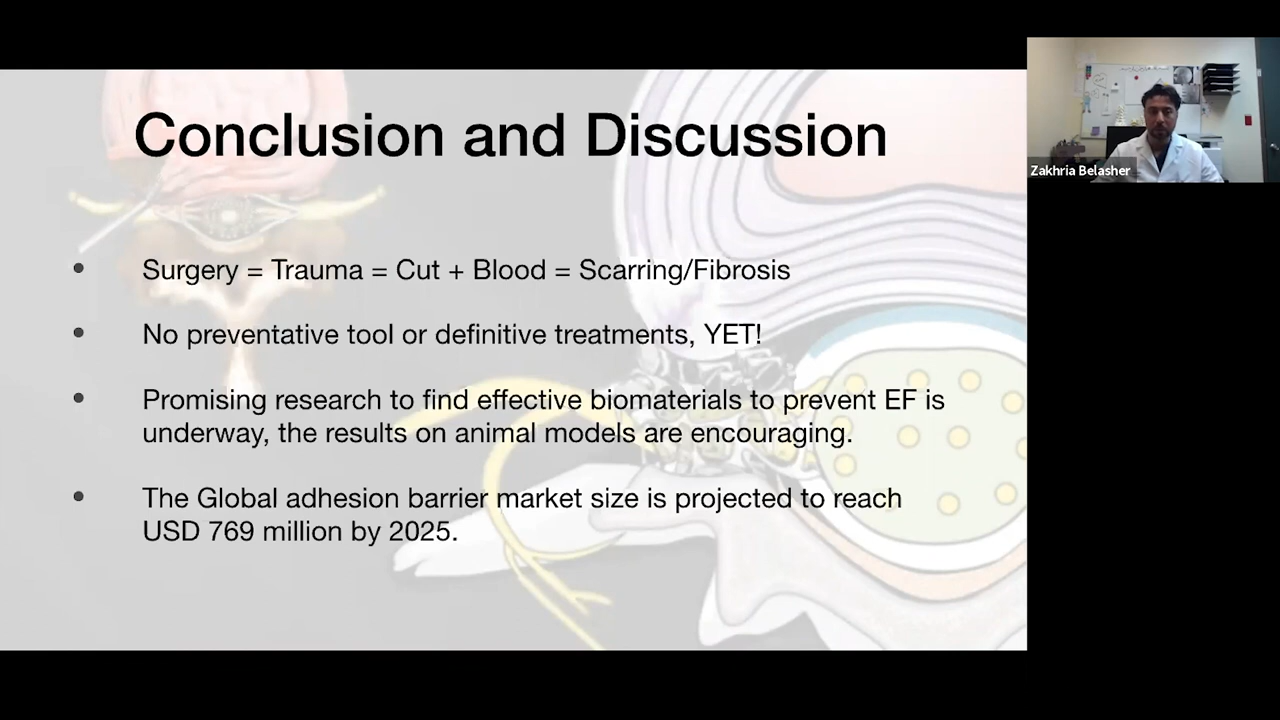 Conclusion and Discussion
• Surgery = Trauma = Cut + Blood = Scarring/Fibrosis
• No preventative tool or definitive treatments, YET!
• Promising research to find effective biomaterials to prevent EF is
underway, the results on animal models are encouraging.
• The Global adhesion barrier market size is projected to reach
USD 769 million by 2025.
Zakhria Belasher